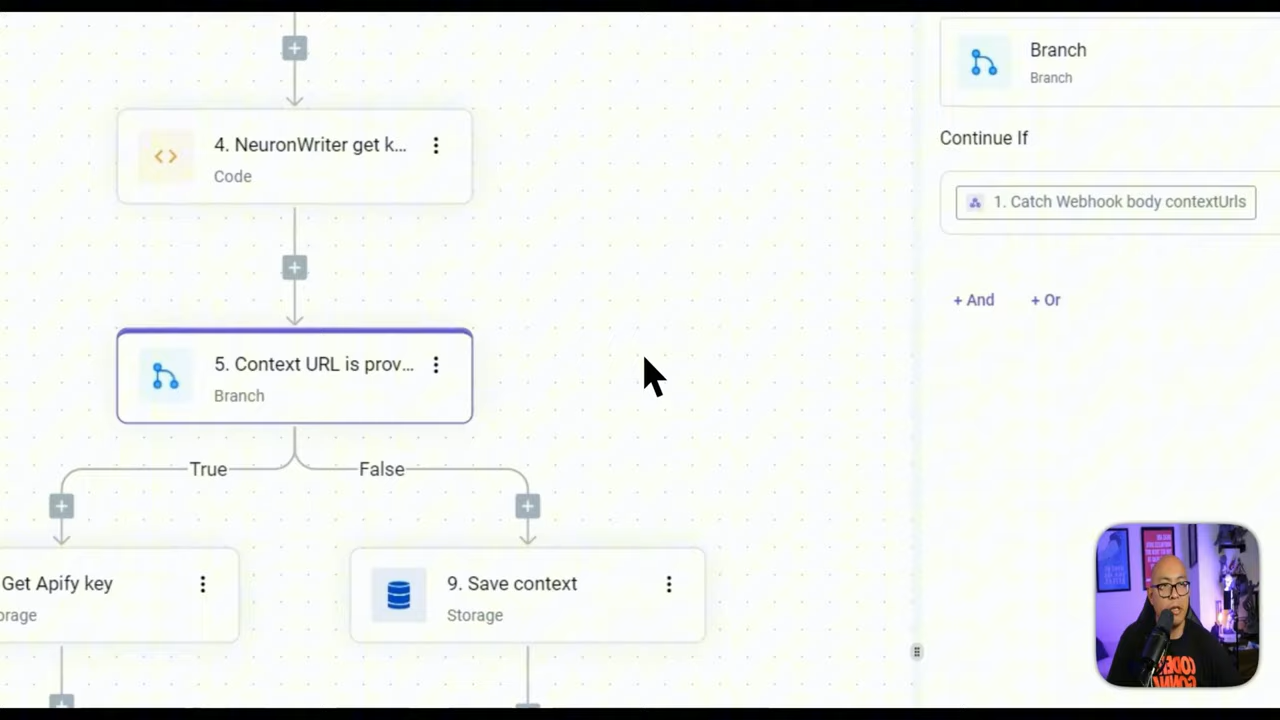 4. NeuronWriter get k...
Code
5. Context URL is prov...
Branch
True
False
Get Apify key
orage
9. Save context
Storage
Branch
Branch
Continue If
1. Catch Webhook body contextUrls
+ And
+ Or